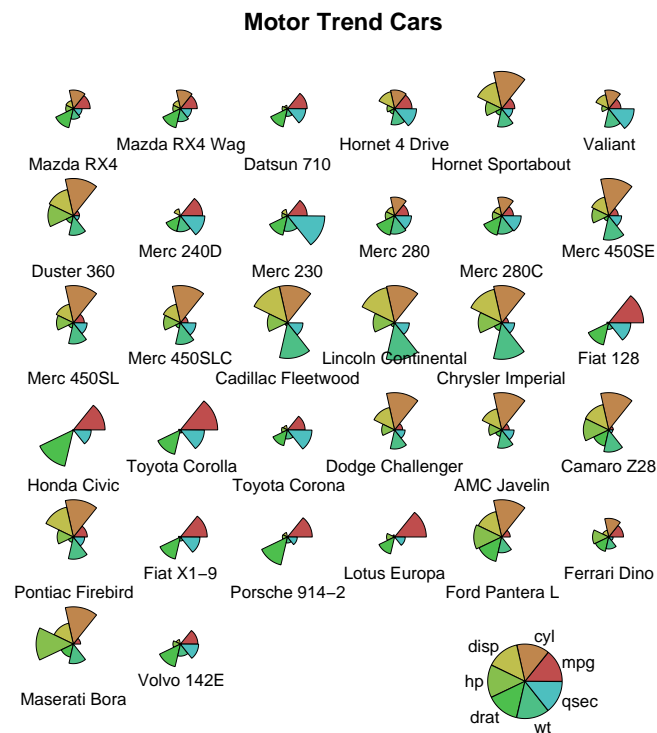 Motor Trend Cars
Mazda RX4
Mazda RX4 Wag
Datsun 710
Hornet 4 Drive
Hornet Sportabout
Valiant
Duster 360
Merc 240D
Merc 230
Merc 280
Merc 280C
Merc 450SE
Merc 450SL
Merc 450SLC
Cadillac Fleetwood
Lincoln Continental
Chrysler Imperial
Fiat 128
Honda Civic
Toyota Corolla
Toyota Corona
Dodge Challenger
AMC Javelin
Camaro Z28
Pontiac Firebird
Fiat X1−9
Porsche 914−2
Lotus Europa
Ford Pantera L
Ferrari Dino
Maserati Bora
Volvo 142E
mpg
cyl
disp
hp
drat
wt
qsec